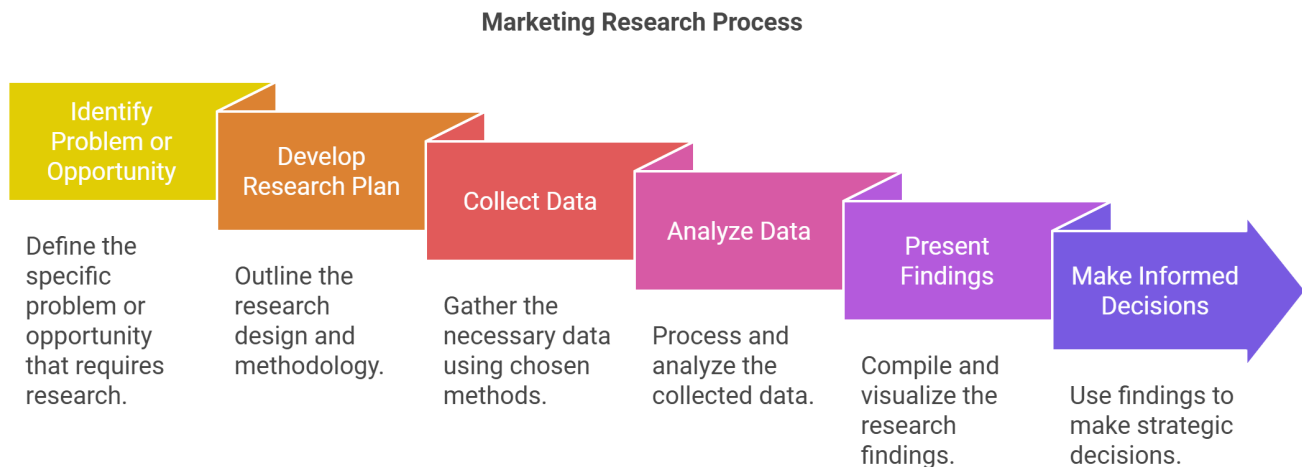 Marketing Research Process
Identify
Problem or
Opportunity
Define the
specific
problem or
opportunity
that requires
research.
Develop
Research Plan
Outline the
research
design and
methodology.
Collect Data
Gather the
necessary data
using chosen
methods.
Analyze Data
Process and
analyze the
collected data.
Present
Findings
Compile and
visualize the
research
findings.
Make Informed
Decisions
Use findings to
make strategic
decisions.